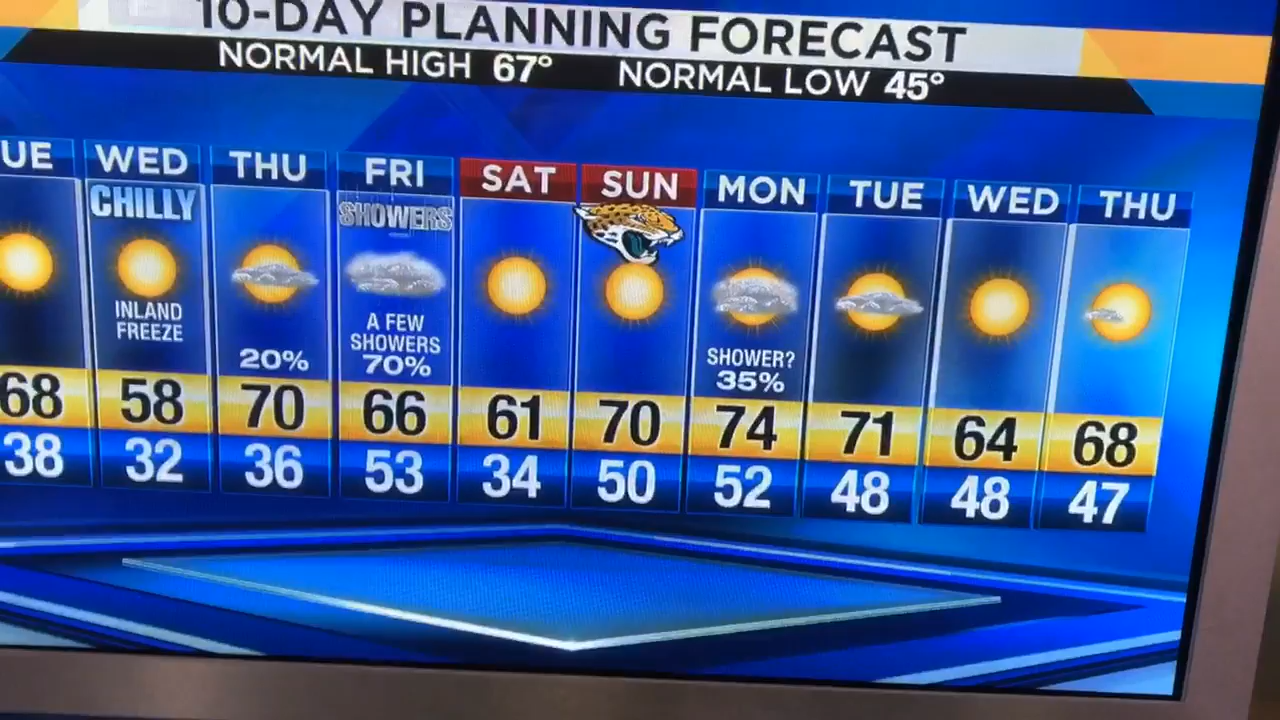 10-DAY PLANNING FORECAST
NORMAL HIGH 67° NORMAL LOW 45°
UE WED THU FRI SAT SUN MON TUE WED THU
CHILLY SHOWERS
INLAND
FREEZE
A FEW
SHOWERS
20% 70%
SHOWER?
35%
68 58 70 66 61 70 74 71 64 68
38 32 36 53 34 50 52 48 48 47